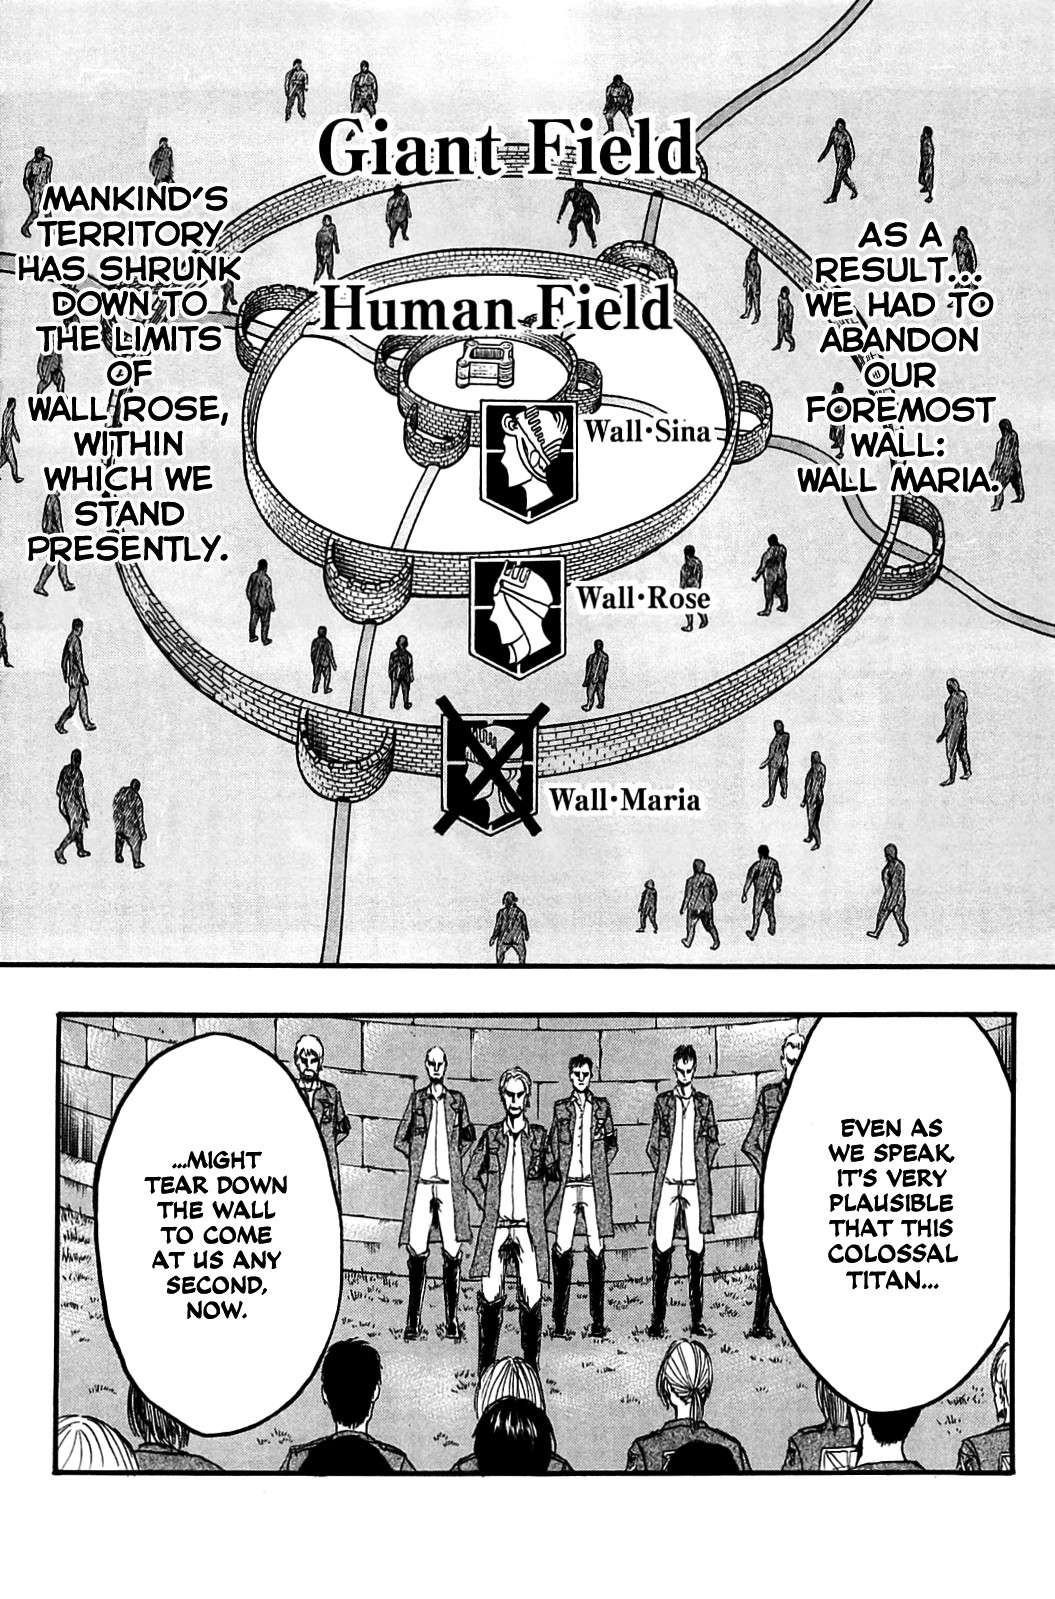 Giant Field
AS A
RESULT...
WE HAD TO
ABANDON
OUR
FOREMOST
WALL:
WALL MARIA.
MANKIND'S
TERRITORY
HAS SHRUNK
DOWN TO
THE LIMITS
OF
WALL ROSE,
WITHIN
WHICH WE
STAND
PRESENTLY.
Human Field
Wall·Sina
Wall·Rose
Wall·Maria
EVEN AS
WE SPEAK,
IT'S VERY
PLAUSIBLE
THAT THIS
COLOSSAL
TITAN...
...MIGHT
TEAR DOWN
THE WALL
TO COME
AT US ANY
SECOND,
NOW.